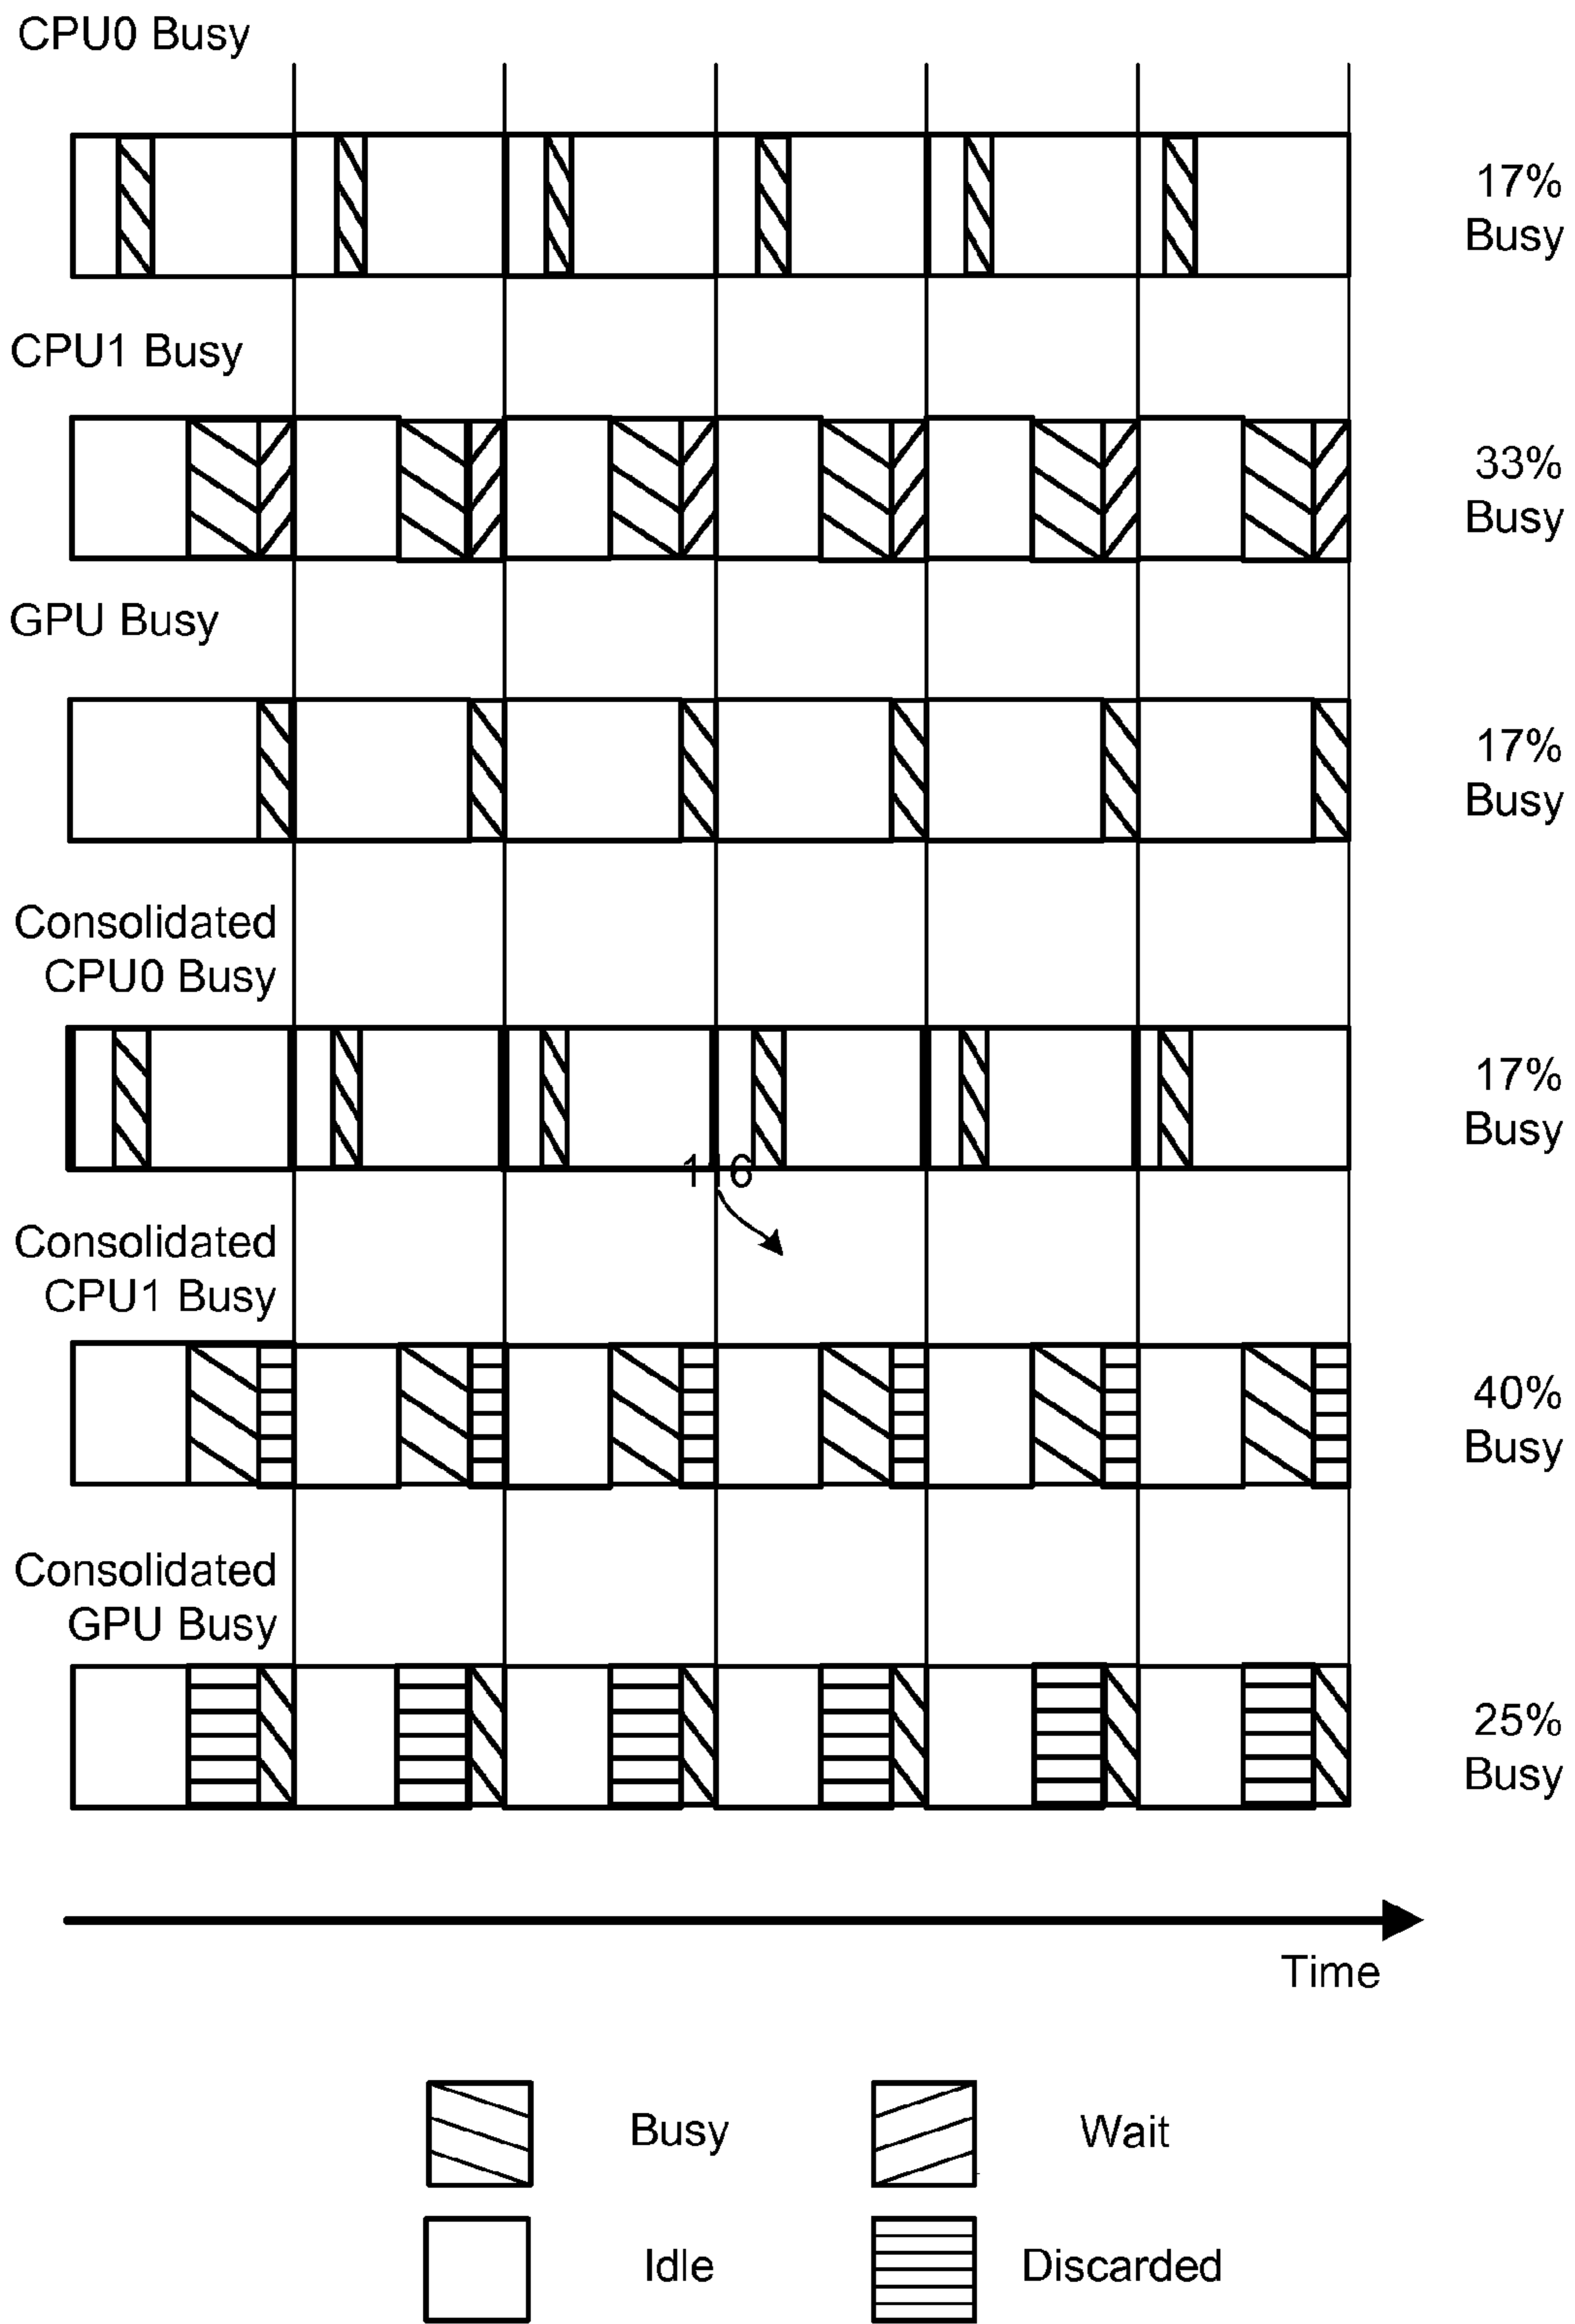 CPU0 Busy
17%
Busy
CPU1 Busy
33%
Busy
GPU Busy
17%
Busy
Consolidated
CPU0 Busy
17%
Busy
116
Consolidated
CPU1 Busy
40%
Busy
Consolidated
GPU Busy
25%
Busy
Time
Busy
Wait
Idle
Discarded